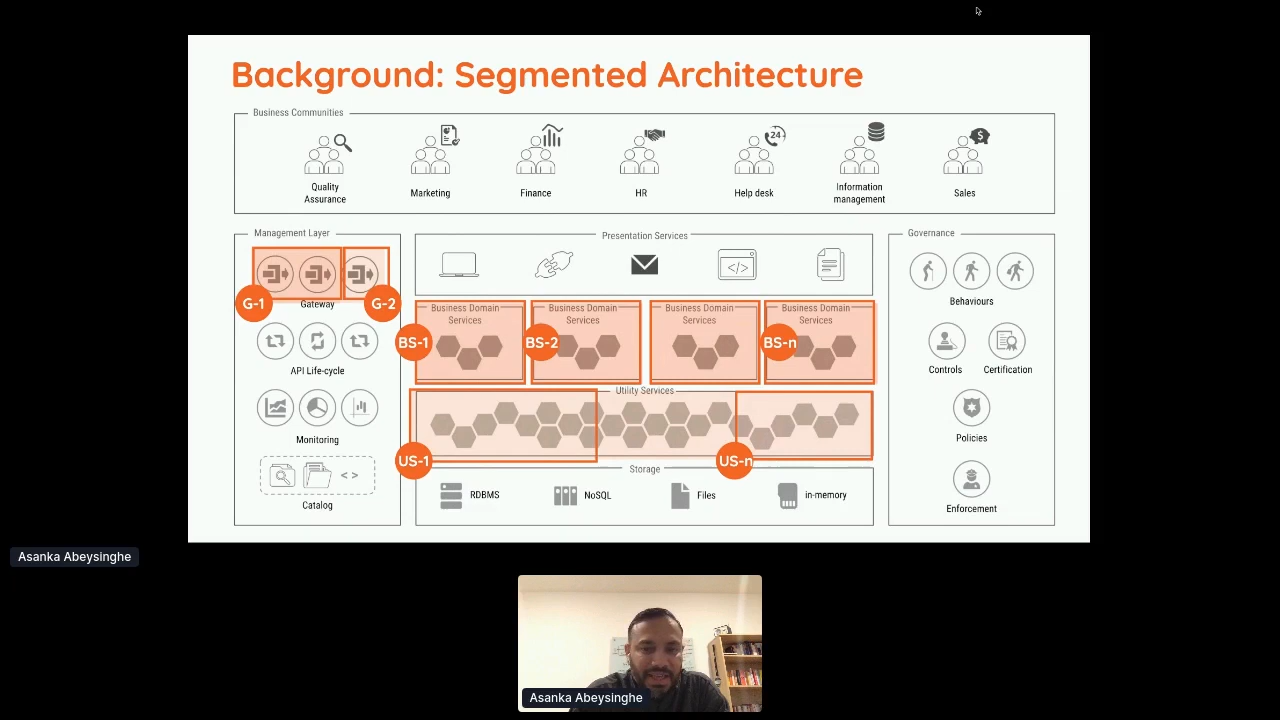 Background: Segmented Architecture
Business Communities
24
$
Quality
Assurance
Marketing
Finance
HR
Help desk
Information
management
Sales
Management Layer
G-1
G-2
Gateway
API Life-cycle
Monitoring
< >
Catalog
Presentation Services
</>
Business Domain
Services
Business Domain
Services
Business Domain
Services
Business Domain
Services
BS-1
BS-2
BS-n
Utility Services
US-1
US-n
Storage
RDBMS
NoSQL
Files
in-memory
Governance
Behaviours
Controls
Certification
Policies
Enforcement
Asanka Abeysinghe
Asanka Abeysinghe